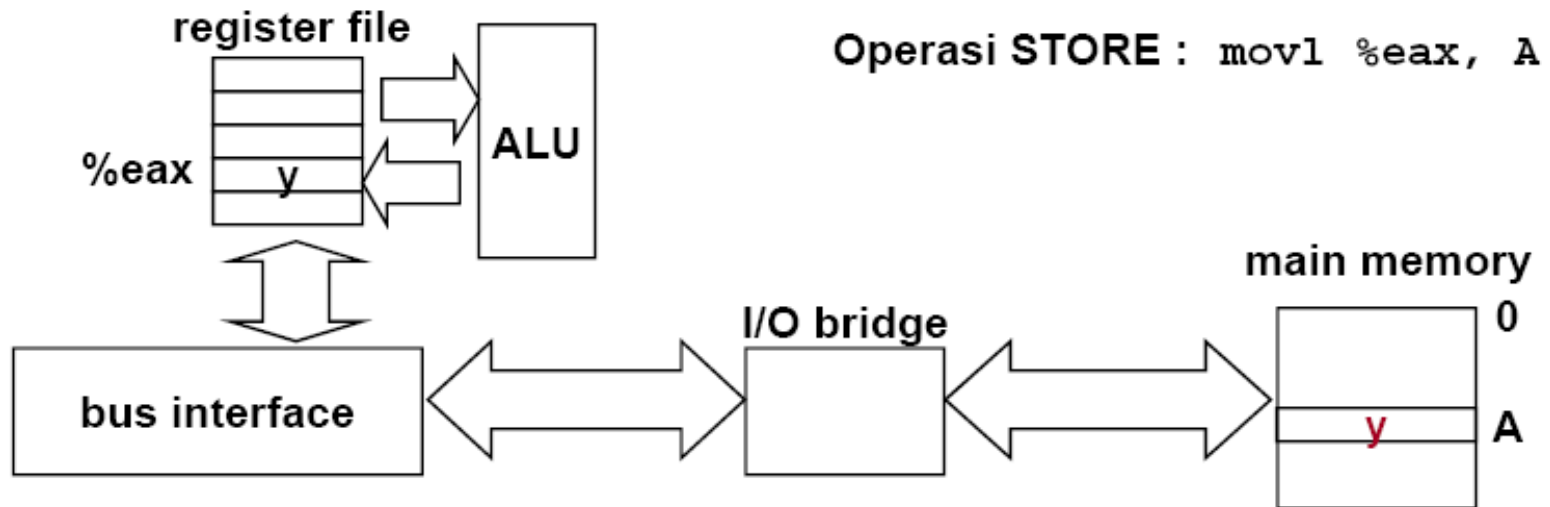 register file
Operasi STORE : movl %eax, A
ALU
%eax
y
main memory
I/O bridge
0
bus interface
y
A